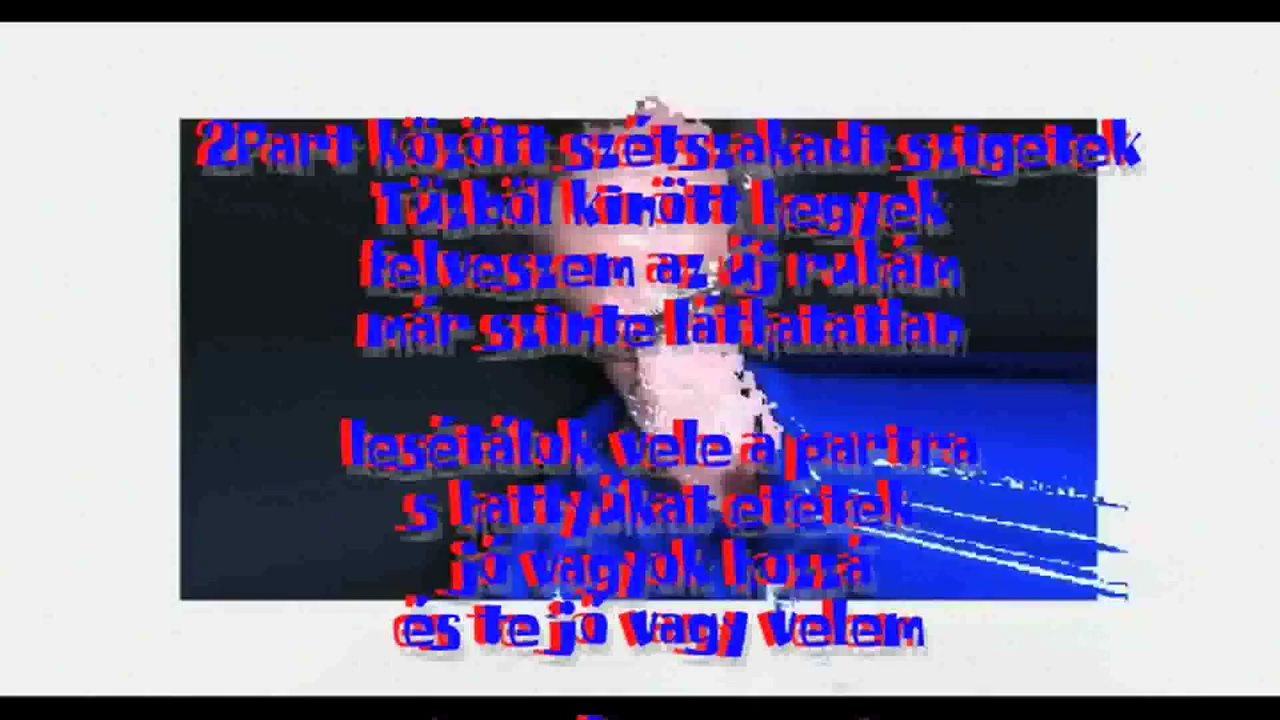 2Part között szétszakadt szigetek
Tűzből kinőtt hegyek
felveszem az új ruhám
már szinte láthatatlan
lesétálok vele a partra
s hattyúkat etetek
jó vagyok hozzá
és te jó vagy velem